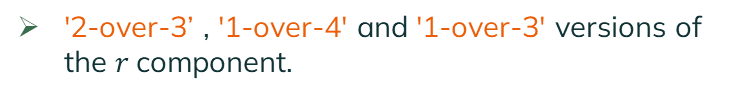 ➢ '2-over-3’ , '1-over-4' and '1-over-3' versions of
the r component.